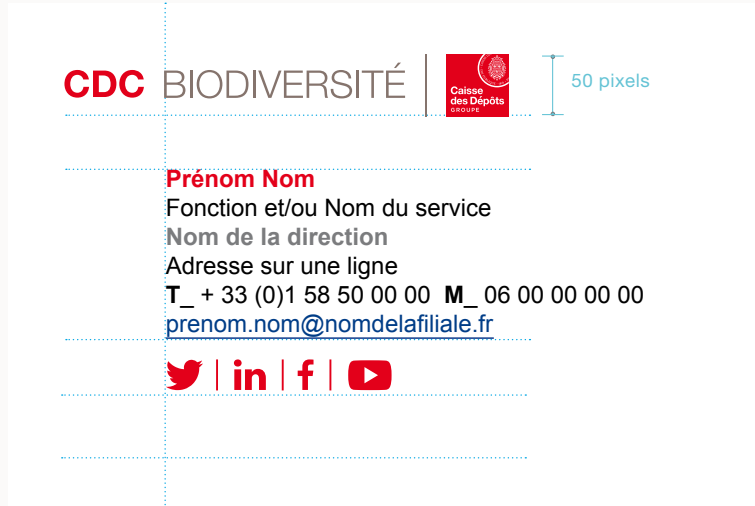 CDC BIODIVERSITÉ
Caisse
des Dépôts
GROUPE
50 pixels
Prénom Nom
Fonction et/ou Nom du service
Nom de la direction
Adresse sur une ligne
T_ + 33 (0)1 58 50 00 00 M_ 06 00 00 00 00
prenom.nom@nomdelafiliale.fr
in | f |